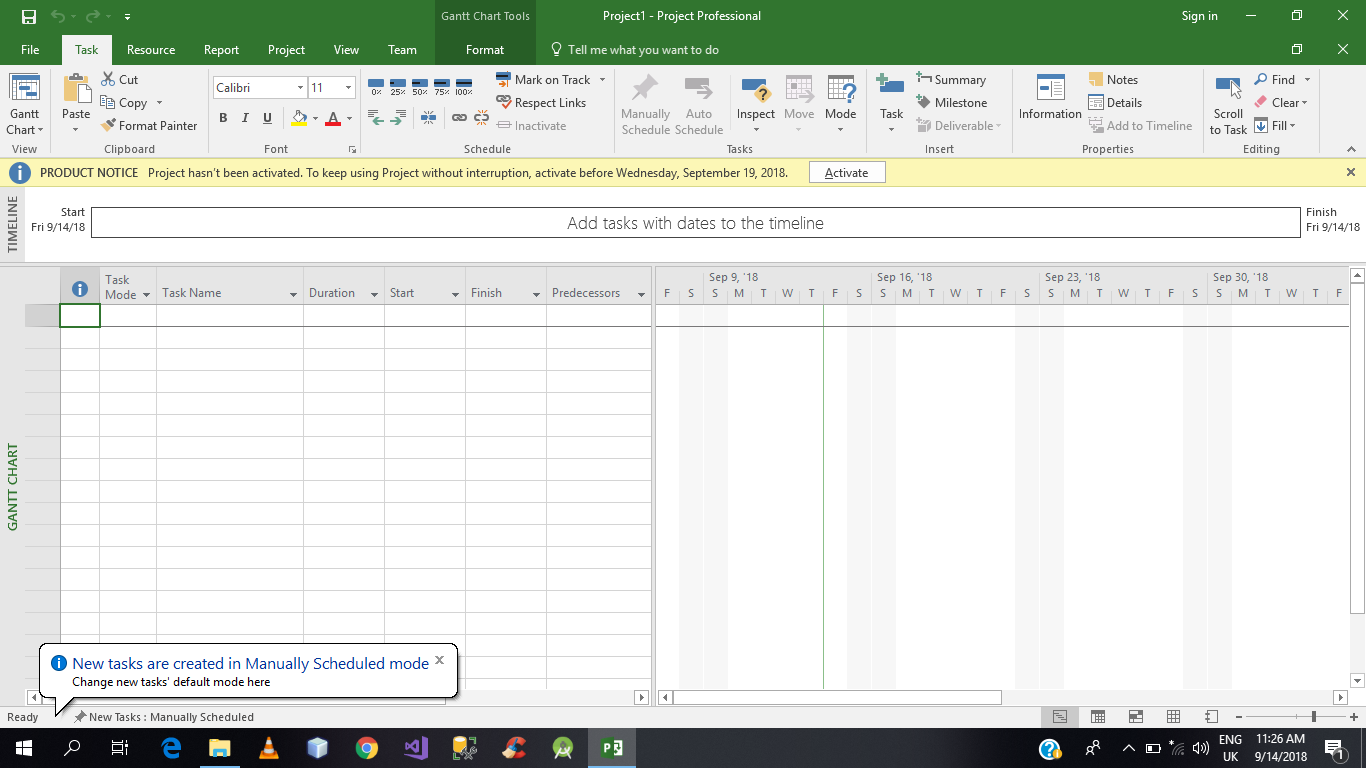 Gantt Chart Tools
Project1 - Project Professional
Sign in
File Task Resource Report Project View Team Format Tell me what you want to do
Gantt
Chart
View
Paste
Cut
Copy
Format Painter
Clipboard
Calibri 11
B I U A
Font
0% 25% 50% 75% 100%
Mark on Track
Respect Links
Inactivate
Schedule
Manually
Schedule
Auto
Schedule
Inspect
Move
Mode
Tasks
Task
Summary
Milestone
Deliverable
Insert
Information
Notes
Details
Add to Timeline
Properties
Scroll
to Task
Find
Clear
Fill
Editing
PRODUCT NOTICE Project hasn't been activated. To keep using Project without interruption, activate before Wednesday, September 19, 2018. Activate
TIMELINE
Start
Fri 9/14/18
Add tasks with dates to the timeline
Finish
Fri 9/14/18
Task
Mode
Task Name
Duration
Start
Finish
Predecessors
Sep 9, '18 Sep 16, '18 Sep 23, '18 Sep 30, '18
F S S M T W T F S S M T W T F S S M T W T F S S M T W T F
GANTT CHART
New tasks are created in Manually Scheduled mode
Change new tasks' default mode here
Ready New Tasks : Manually Scheduled
ENG
UK
11:26 AM
9/14/2018
1